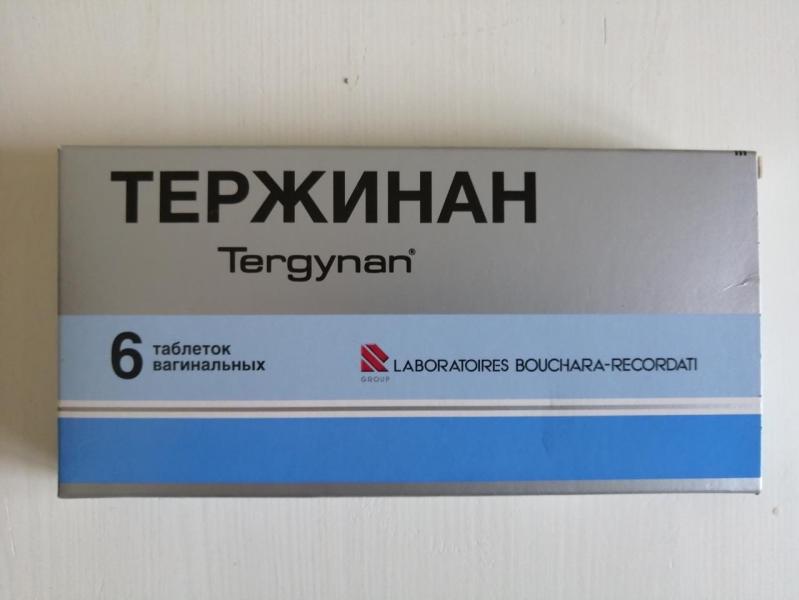 ТЕРЖИНАН
Tergynan®
6 таблеток
вагинальных
GROUP
LABORATOIRES BOUCHARA-RECORDATI